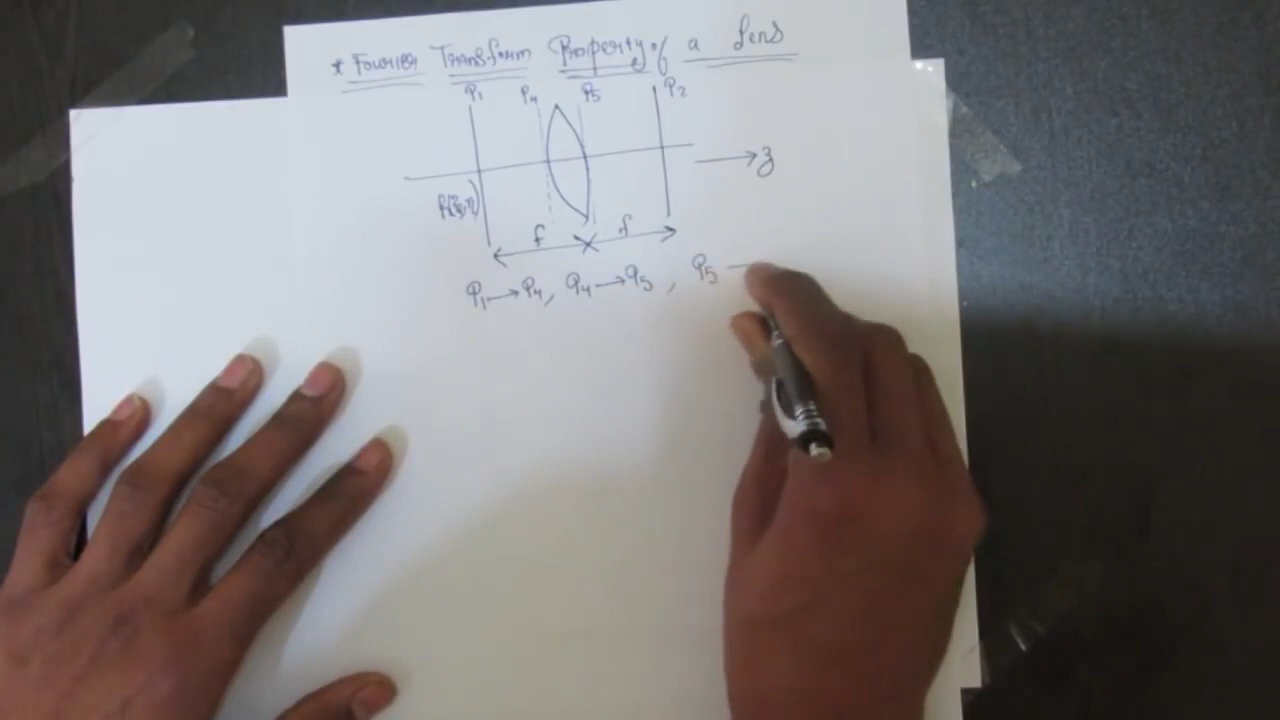 * Fourier Transform Property of a Lens
P1 P4 P5 P2
z
f f
P1 → P4, P4 → P5, P5 —